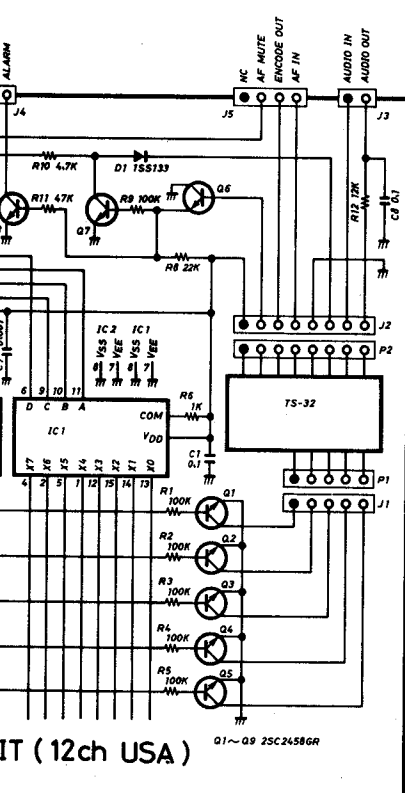 ALARM
NC
AF MUTE
ENCODE OUT
AF IN
AUDIO IN
AUDIO OUT
J4
J5
J3
R10 4.7K
D1 1SS133
R11 47K
R9 100K
Q6
Q7
R12 12K
C8 0.1
R8 22K
J2
IC2 IC1
VSS VEE VSS VEE
8 7 8 7
P2
6 9 10 11
D C B A
R6
1K
TS-32
COM
IC1
VDD
C1
0.1
X7 X6 X5 X4 X3 X2 X1 X0
4 2 5 1 12 15 14 13
P1
J1
R1
100K
Q1
R2
100K
Q2
R3
100K
Q3
R4
100K
Q4
R5
100K
Q5
IT ( 12ch USA )
Q1~Q9 2SC2458GR